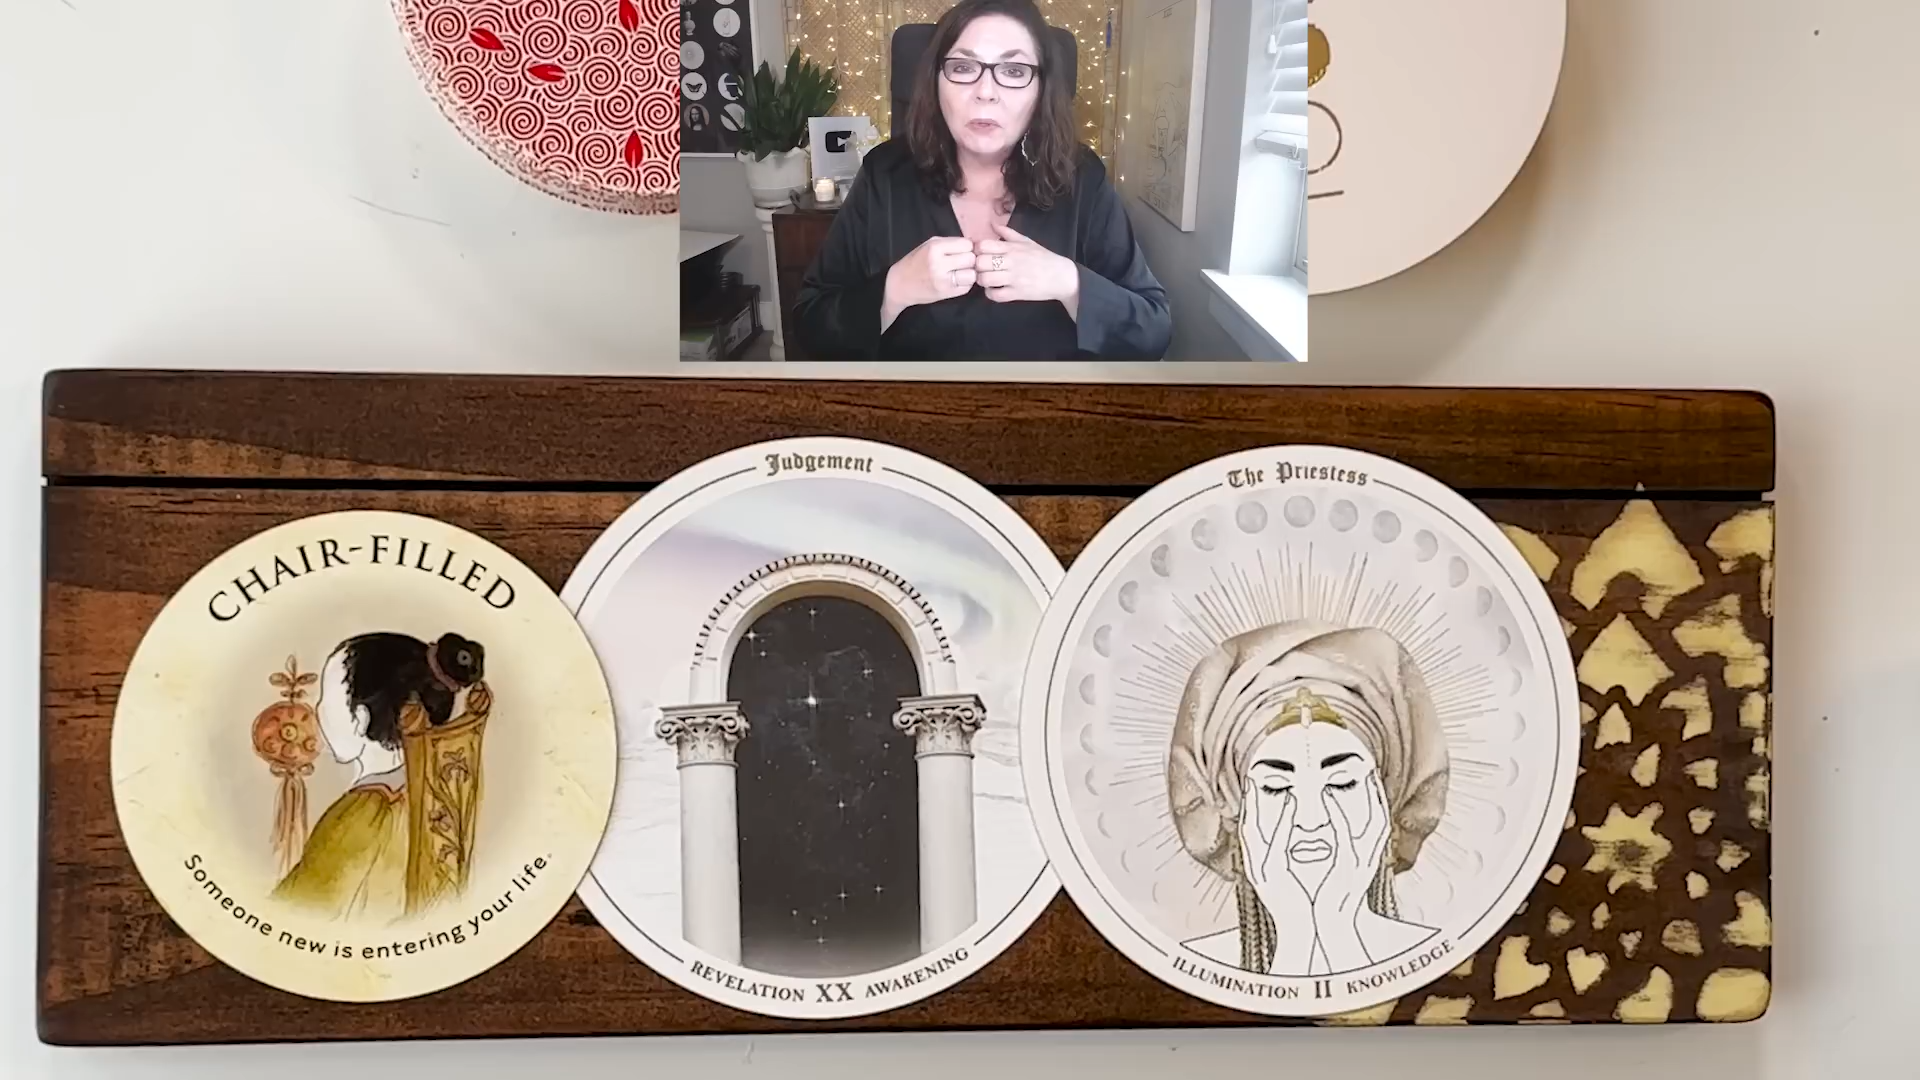 CHAIR-FILLED
Someone new is entering your life.
Judgement
REVELATION XX AWAKENING
The Priestess
ILLUMINATION II KNOWLEDGE